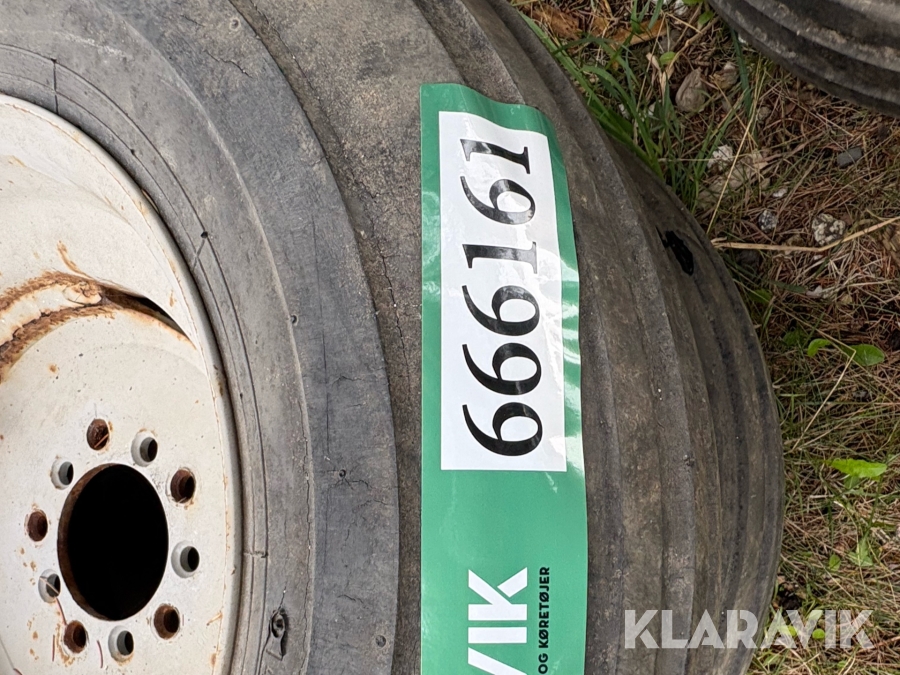 666161
VIK
OG KØRETØJER
KLARAVIK